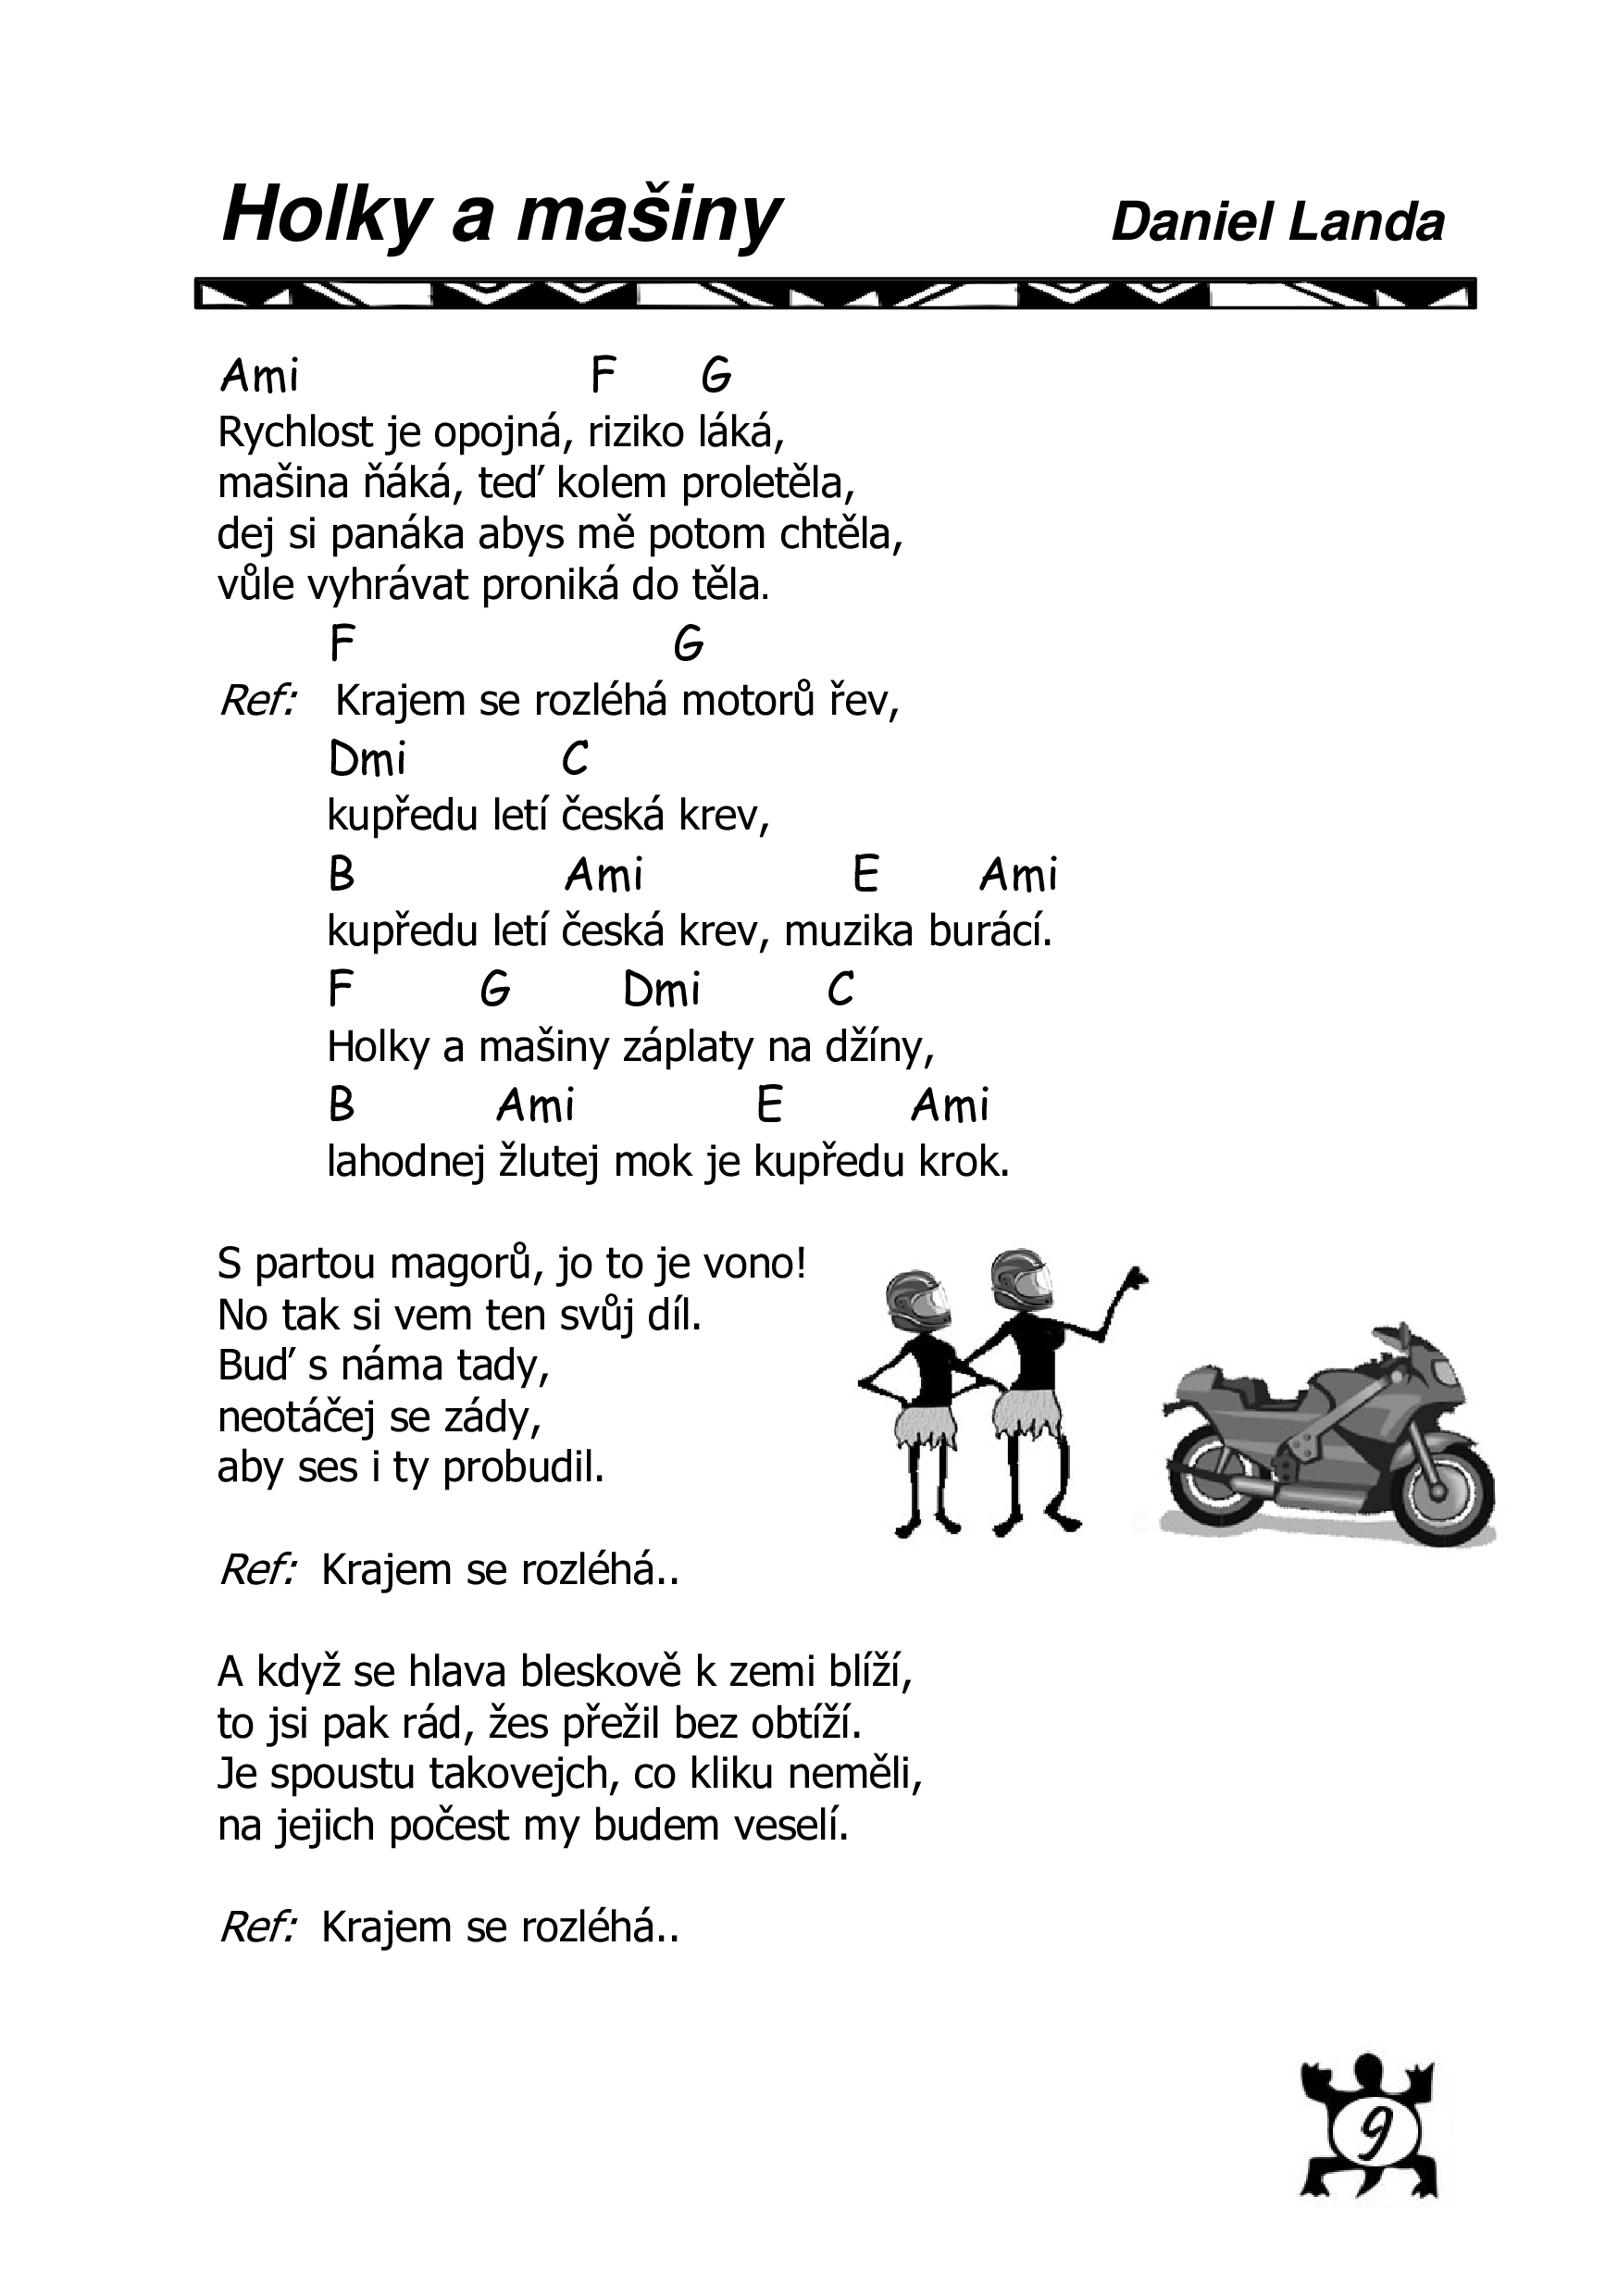 Holky a mašiny Daniel Landa
Ami F G
Rychlost je opojná, riziko láká,
mašina ňáká, teď kolem proletěla,
dej si panáka abys mě potom chtěla,
vůle vyhrávat proniká do těla.
F G
Ref: Krajem se rozléhá motorů řev,
Dmi C
kupředu letí česká krev,
B Ami E Ami
kupředu letí česká krev, muzika burácí.
F G Dmi C
Holky a mašiny záplaty na džíny,
B Ami E Ami
lahodnej žlutej mok je kupředu krok.
S partou magorů, jo to je vono!
No tak si vem ten svůj díl.
Buď s náma tady,
neotáčej se zády,
aby ses i ty probudil.
Ref: Krajem se rozléhá..
A když se hlava bleskově k zemi blíží,
to jsi pak rád, žes přežil bez obtíží.
Je spoustu takovejch, co kliku neměli,
na jejich počest my budem veselí.
Ref: Krajem se rozléhá..
9